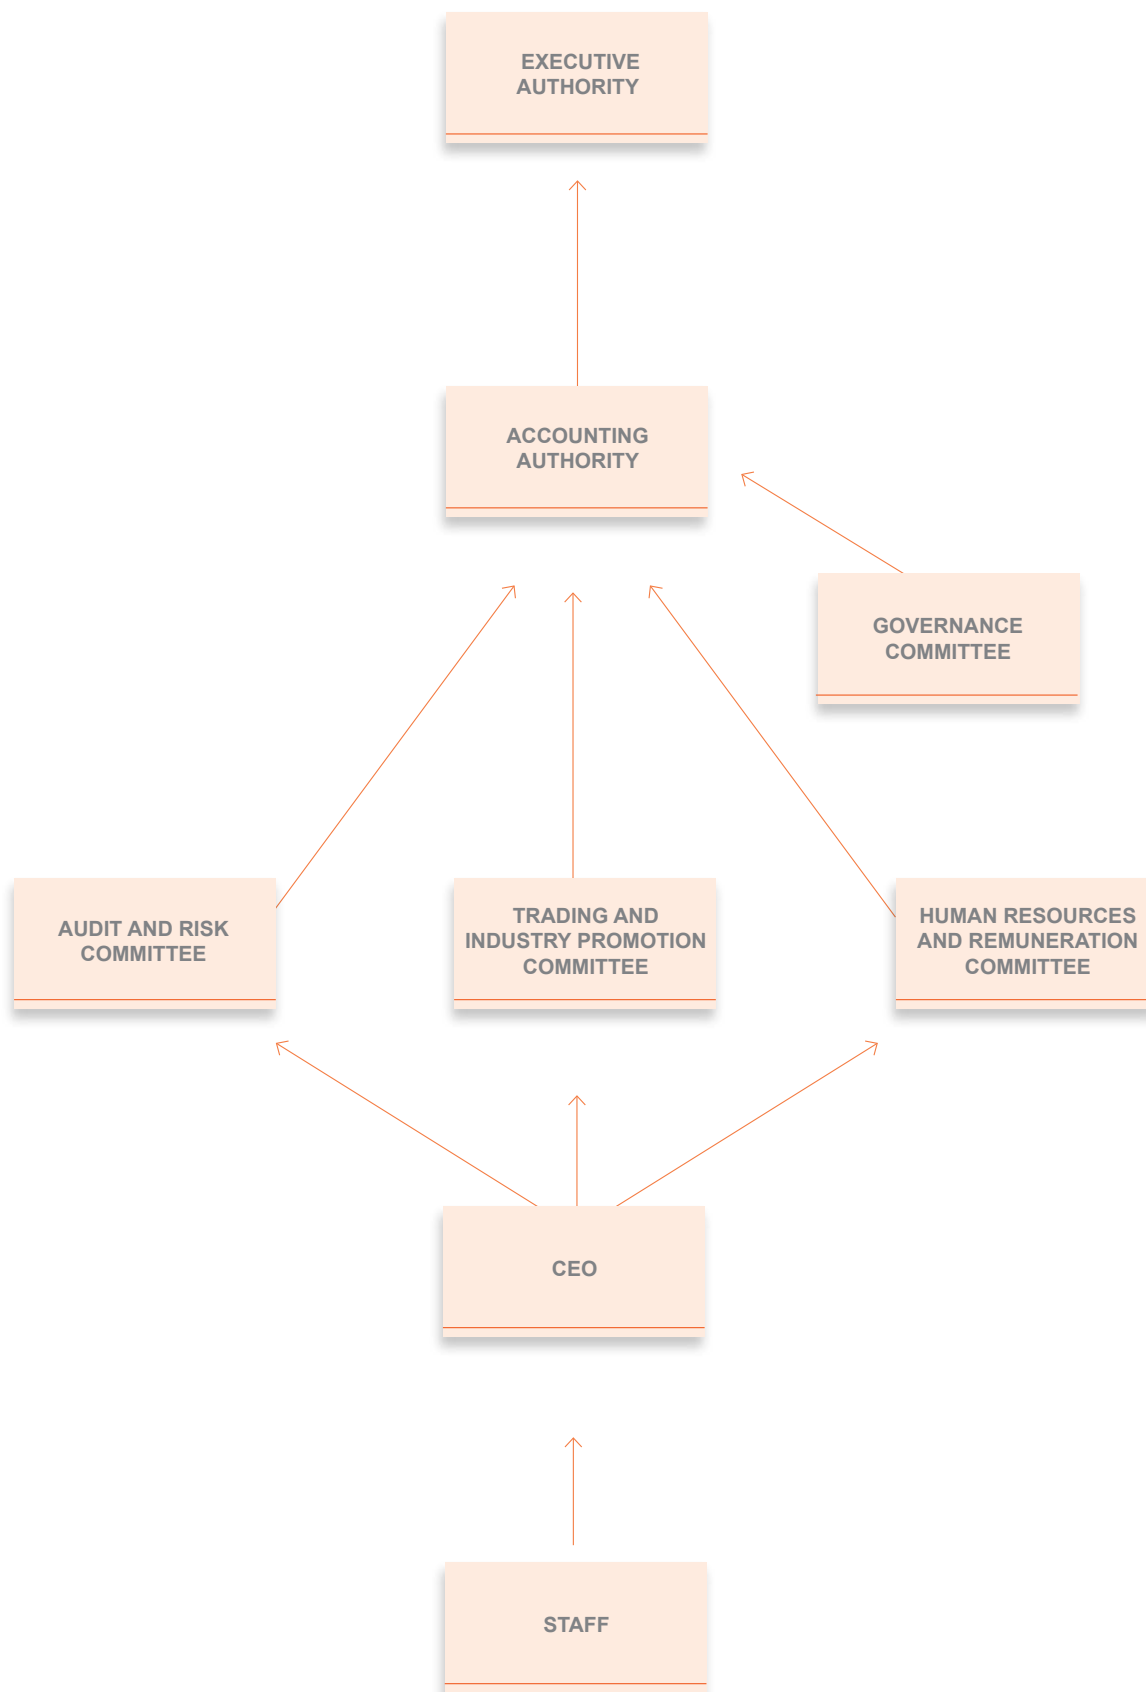 EXECUTIVE
AUTHORITY
ACCOUNTING
AUTHORITY
GOVERNANCE
COMMITTEE
AUDIT AND RISK
COMMITTEE
TRADING AND
INDUSTRY PROMOTION
COMMITTEE
HUMAN RESOURCES
AND REMUNERATION
COMMITTEE
CEO
STAFF